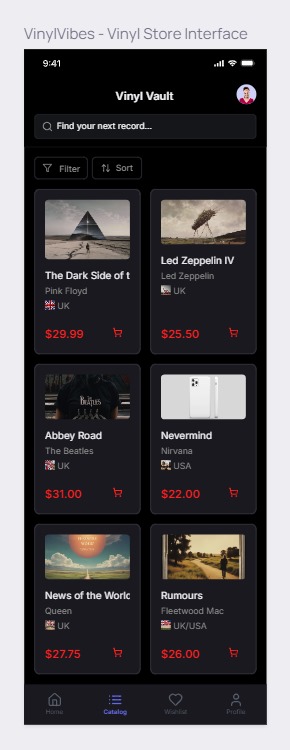 VinylVibes - Vinyl Store Interface
9:41
Vinyl Vault
Find your next record...
Filter
Sort
The Dark Side of t
Pink Floyd
UK
$29.99
Led Zeppelin IV
Led Zeppelin
UK
$25.50
BEATLES
Abbey Road
The Beatles
UK
$31.00
Nevermind
Nirvana
USA
$22.00
News of the World
Queen
UK
$27.75
Rumours
Fleetwood Mac
UK/USA
$26.00
Home
Catalog
Wishlist
Profile